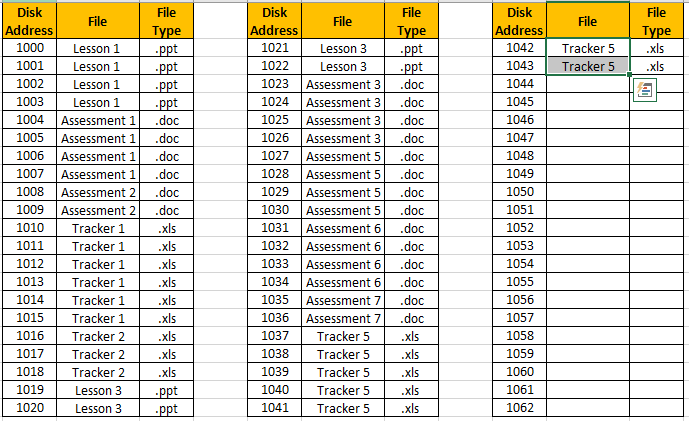 Disk Address File File Type
1000 Lesson 1 .ppt
1001 Lesson 1 .ppt
1002 Lesson 1 .ppt
1003 Lesson 1 .ppt
1004 Assessment 1 .doc
1005 Assessment 1 .doc
1006 Assessment 1 .doc
1007 Assessment 1 .doc
1008 Assessment 2 .doc
1009 Assessment 2 .doc
1010 Tracker 1 .xls
1011 Tracker 1 .xls
1012 Tracker 1 .xls
1013 Tracker 1 .xls
1014 Tracker 1 .xls
1015 Tracker 1 .xls
1016 Tracker 2 .xls
1017 Tracker 2 .xls
1018 Tracker 2 .xls
1019 Lesson 3 .ppt
1020 Lesson 3 .ppt
Disk Address File File Type
1021 Lesson 3 .ppt
1022 Lesson 3 .ppt
1023 Assessment 3 .doc
1024 Assessment 3 .doc
1025 Assessment 3 .doc
1026 Assessment 3 .doc
1027 Assessment 5 .doc
1028 Assessment 5 .doc
1029 Assessment 5 .doc
1030 Assessment 5 .doc
1031 Assessment 6 .doc
1032 Assessment 6 .doc
1033 Assessment 6 .doc
1034 Assessment 6 .doc
1035 Assessment 7 .doc
1036 Assessment 7 .doc
1037 Tracker 5 .xls
1038 Tracker 5 .xls
1039 Tracker 5 .xls
1040 Tracker 5 .xls
1041 Tracker 5 .xls
Disk Address File File Type
1042 Tracker 5 .xls
1043 Tracker 5 .xls
1044
1045
1046
1047
1048
1049
1050
1051
1052
1053
1054
1055
1056
1057
1058
1059
1060
1061
1062